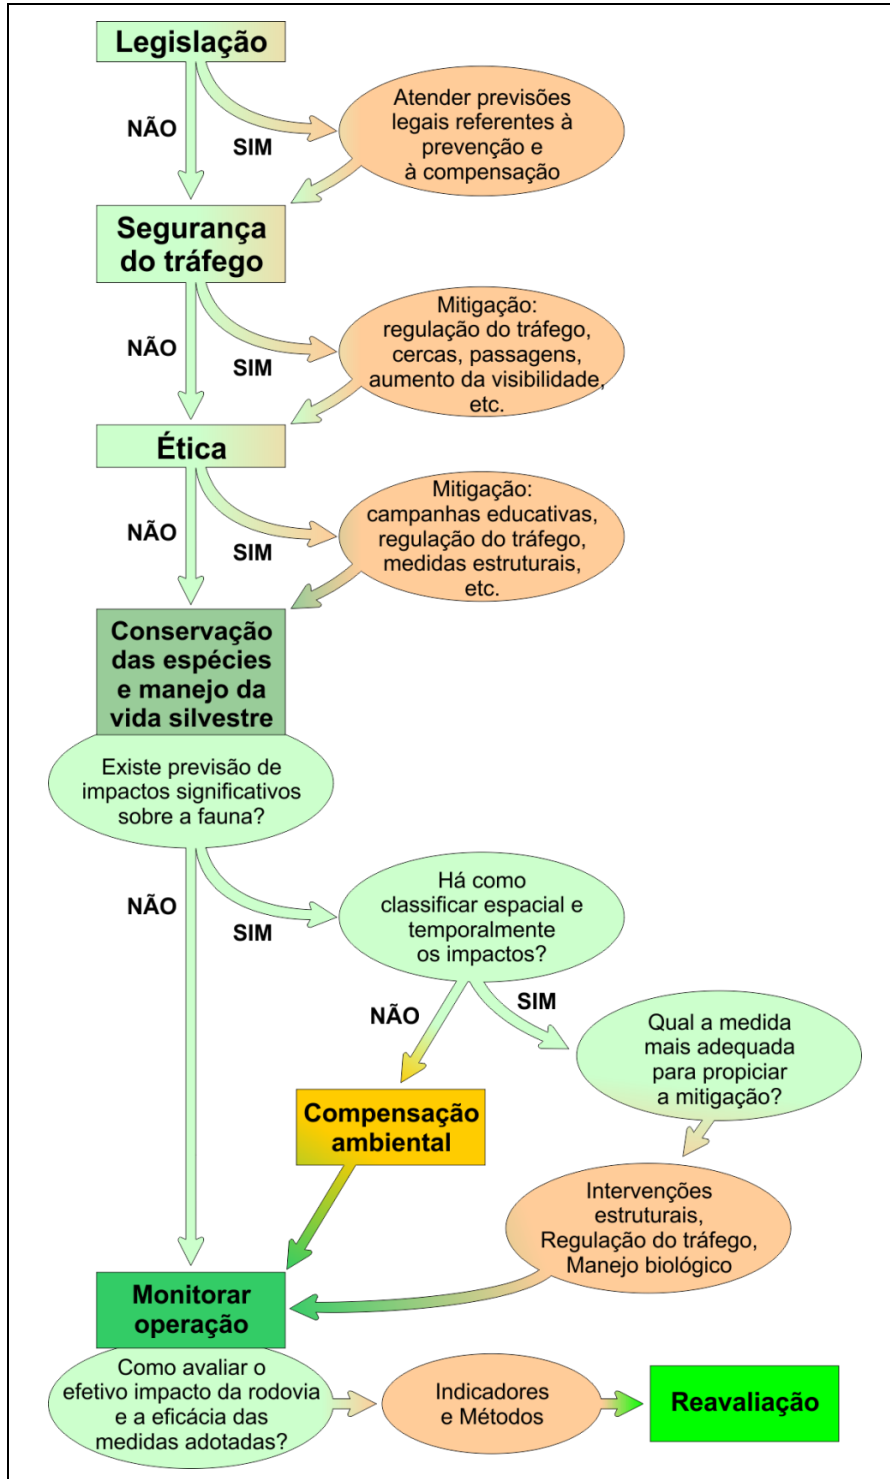 Legislação
NÃO
SIM
Atender previsões
legais referentes à
prevenção e
à compensação
Segurança
do tráfego
NÃO
SIM
Mitigação:
regulação do tráfego,
cercas, passagens,
aumento da visibilidade,
etc.
Ética
NÃO
SIM
Mitigação:
campanhas educativas,
regulação do tráfego,
medidas estruturais,
etc.
Conservação
das espécies
e manejo da
vida silvestre
Existe previsão de
impactos significativos
sobre a fauna?
NÃO
SIM
Há como
classificar espacial e
temporalmente
os impactos?
NÃO
SIM
Qual a medida
mais adequada
para propiciar
a mitigação?
Compensação
ambiental
Intervenções
estruturais,
Regulação do tráfego,
Manejo biológico
Monitorar
operação
Como avaliar o
efetivo impacto da rodovia
e a eficácia das
medidas adotadas?
Indicadores
e Métodos
Reavaliação